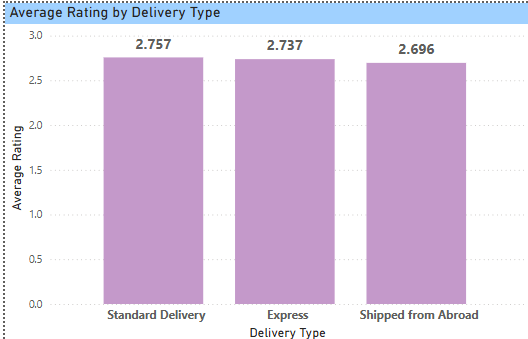 Average Rating by Delivery Type
3.0
2.757 2.737 2.696
2.5
2.0
1.5
1.0
0.5
0.0
Average Rating
Standard Delivery Express Shipped from Abroad
Delivery Type